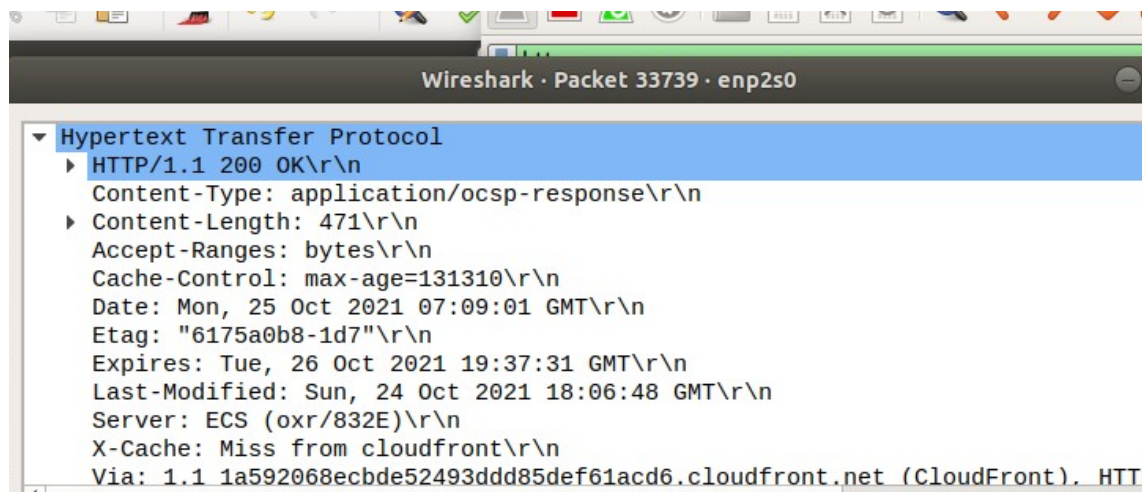 Wireshark · Packet 33739 · enp2s0
Hypertext Transfer Protocol
HTTP/1.1 200 OK\r\n
Content-Type: application/ocsp-response\r\n
Content-Length: 471\r\n
Accept-Ranges: bytes\r\n
Cache-Control: max-age=131310\r\n
Date: Mon, 25 Oct 2021 07:09:01 GMT\r\n
Etag: "6175a0b8-1d7"\r\n
Expires: Tue, 26 Oct 2021 19:37:31 GMT\r\n
Last-Modified: Sun, 24 Oct 2021 18:06:48 GMT\r\n
Server: ECS (oxr/832E)\r\n
X-Cache: Miss from cloudfront\r\n
Via: 1.1 1a592068ecbde52493ddd85def61acd6.cloudfront.net (CloudFront), HTT